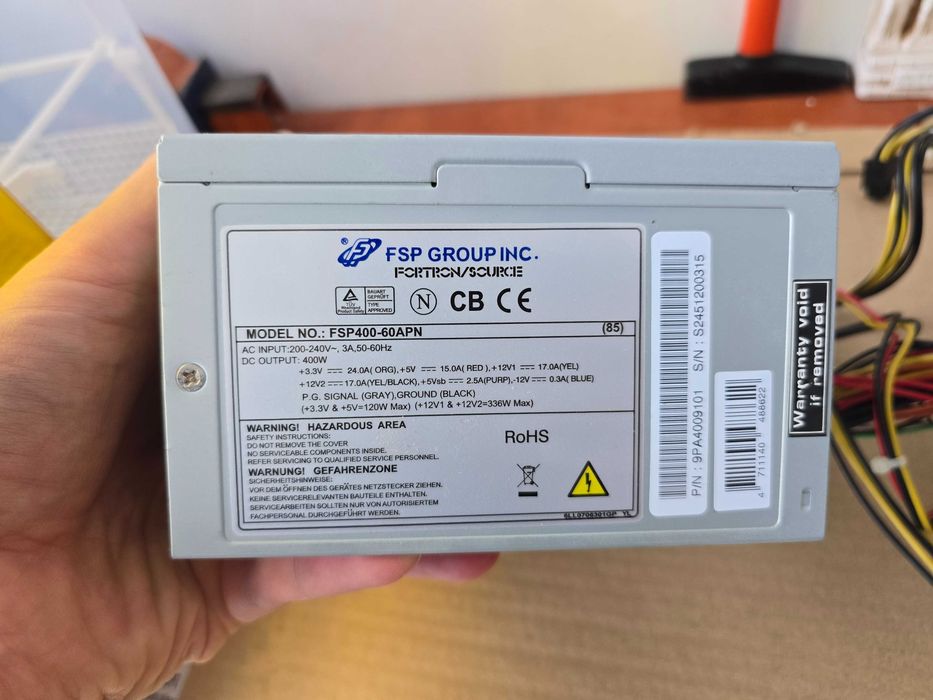 ® FSP GROUP INC.
FORTRON/SOURCE
TÜV Rheinland Product Safety BAUART GEPRÜFT TYPE APPROVED N CB CE
MODEL NO.: FSP400-60APN (85)
AC INPUT:200-240V~, 3A,50-60Hz
DC OUTPUT: 400W
+3.3V ⎓ 24.0A( ORG),+5V ⎓ 15.0A( RED ),+12V1 ⎓ 17.0A(YEL)
+12V2 ⎓ 17.0A(YEL/BLACK),+5Vsb ⎓ 2.5A(PURP),-12V ⎓ 0.3A( BLUE)
P.G. SIGNAL (GRAY),GROUND (BLACK)
(+3.3V & +5V=120W Max) (+12V1 & +12V2=336W Max)
WARNING! HAZARDOUS AREA
SAFETY INSTRUCTIONS:
DO NOT REMOVE THE COVER
NO SERVICEABLE COMPONENTS INSIDE.
REFER SERVICING TO QUALIFIED SERVICE PERSONNEL.
WARNUNG! GEFAHRENZONE
SICHERHEITSHINWEISE:
VOR DEM ÖFFNEN DES GERÄTES NETZSTECKER ZIEHEN.
KEINE SERVICERELEVANTEN BAUTEILE ENTHALTEN.
SERVICEARBEITEN SOLLTEN NUR VON AUTORISIERTEM
FACHPERSONAL DURCHGEFÜHRT WERDEN.
RoHS
P/N : 9PA4009101 S/N : S2451200315
4 711140 488622
Warranty void
if removed